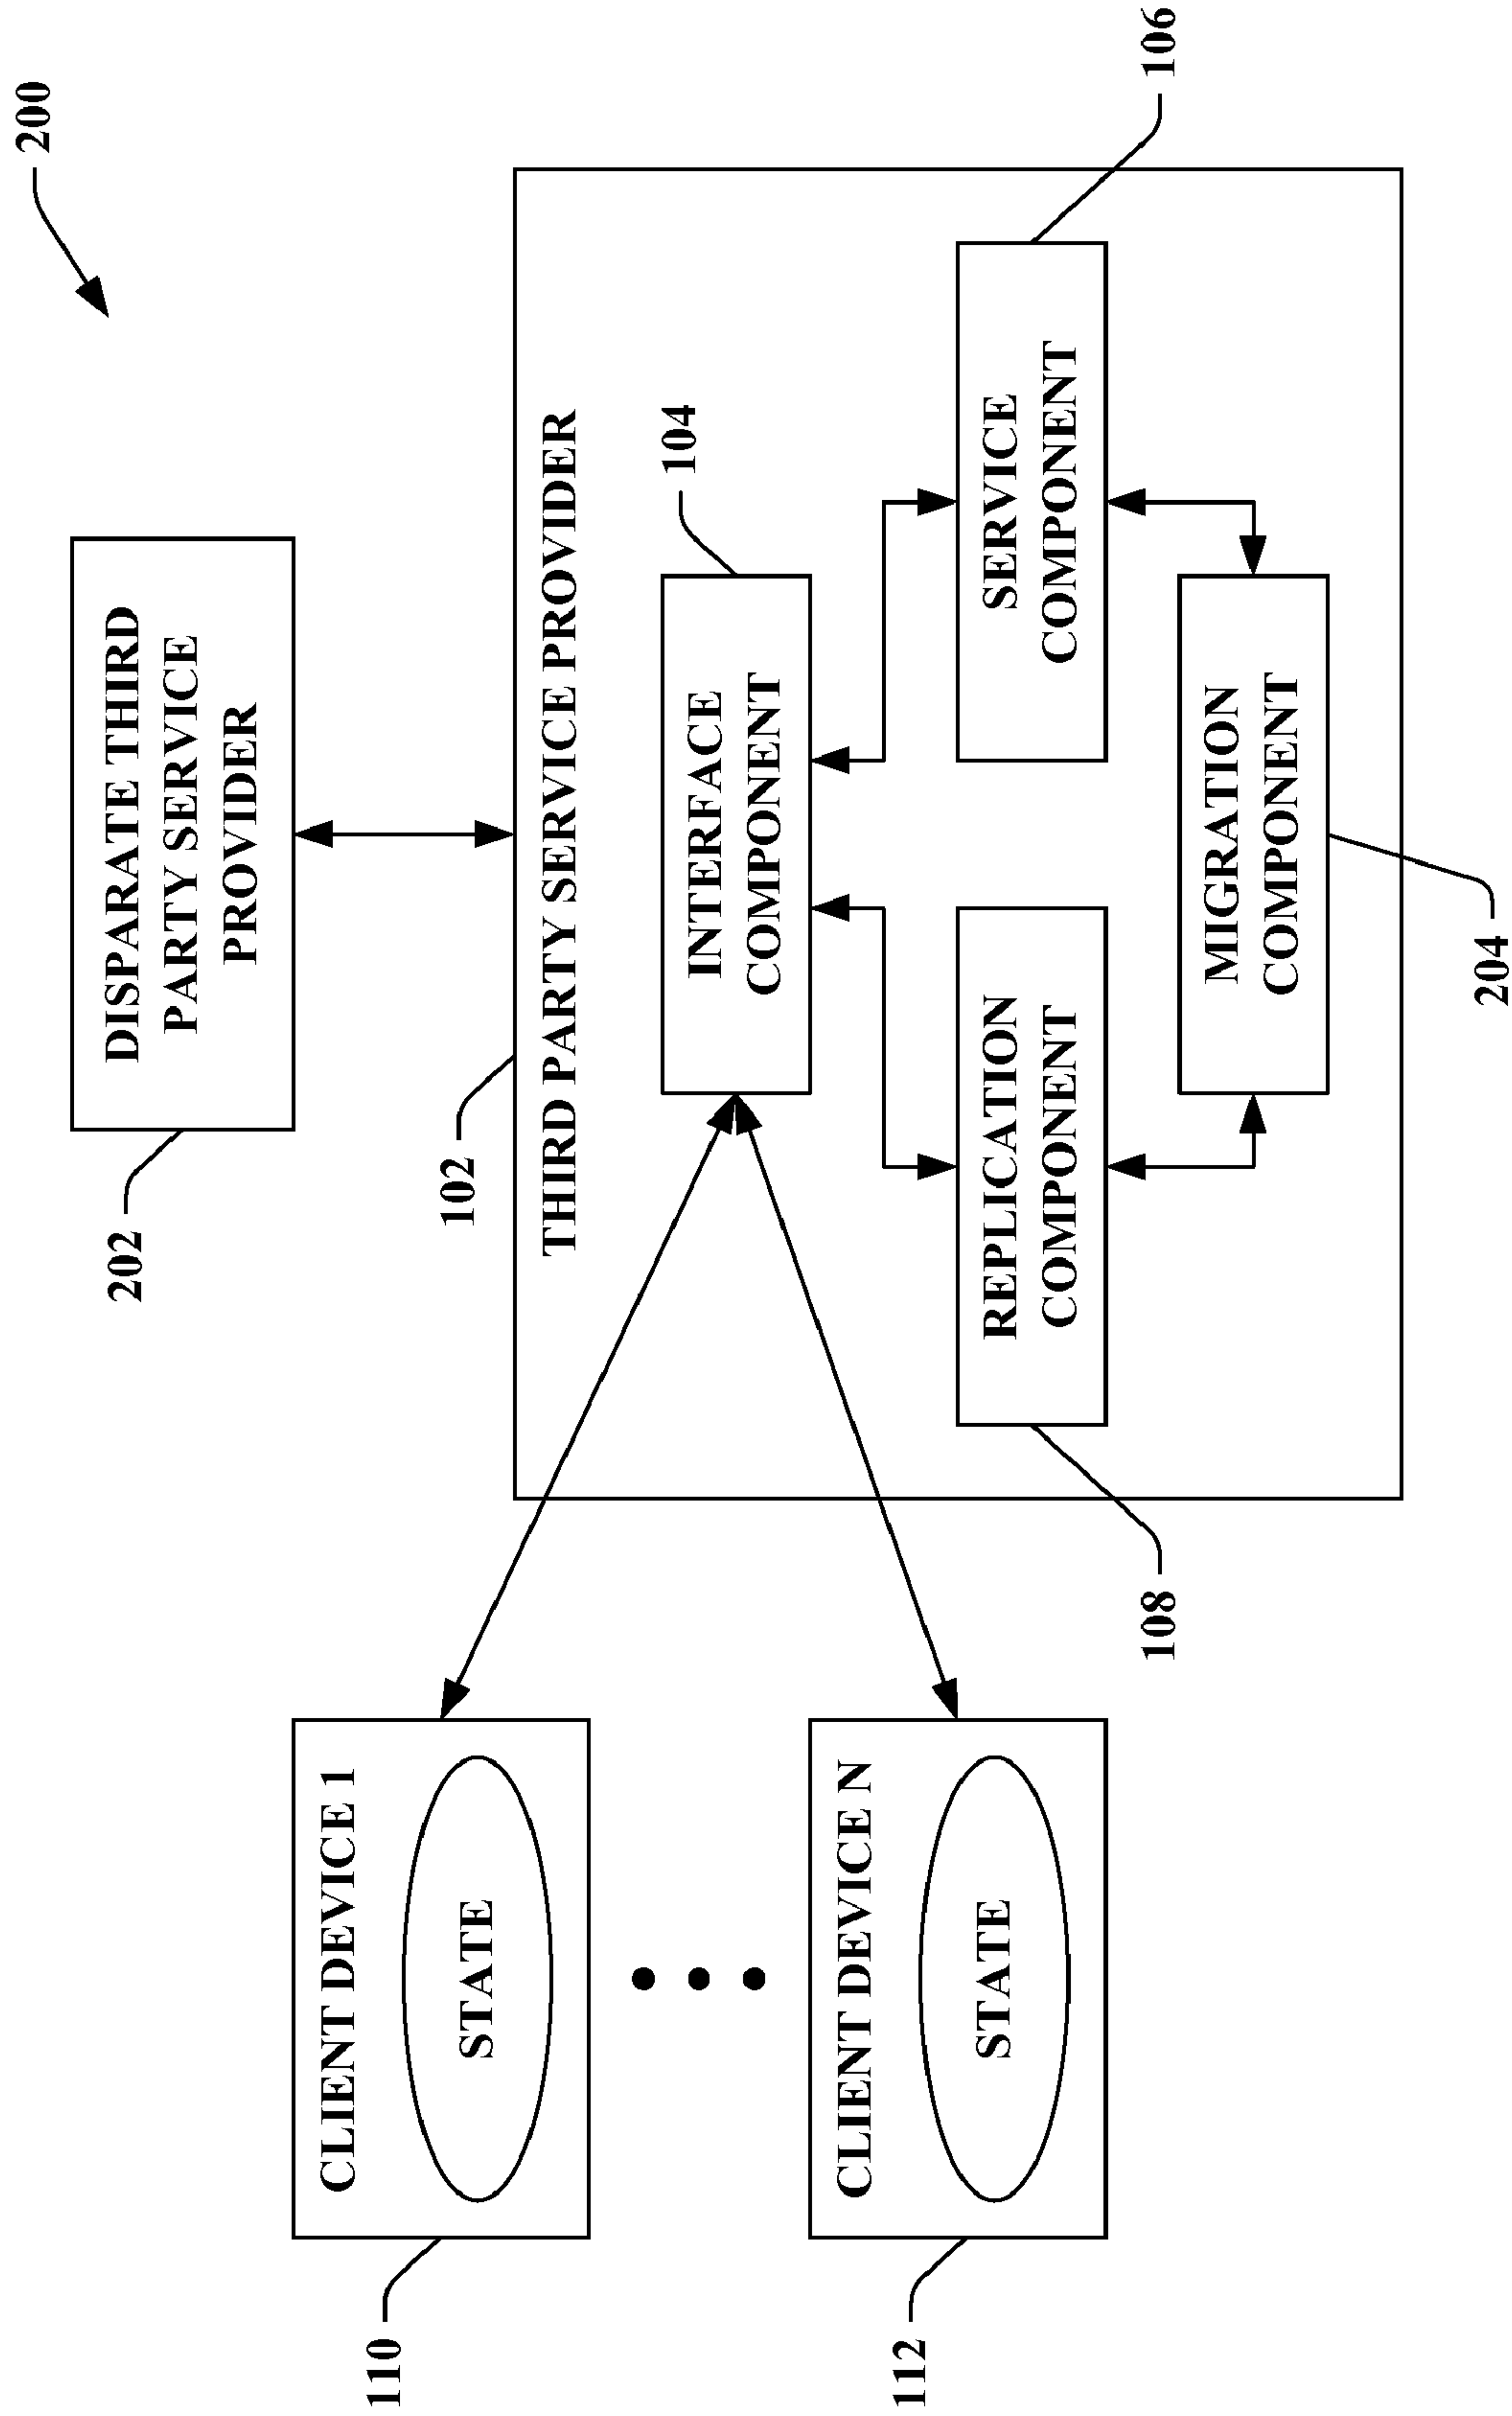 200
DISPARATE THIRD
PARTY SERVICE
PROVIDER
202
102
THIRD PARTY SERVICE PROVIDER
CLIENT DEVICE 1
STATE
110
INTERFACE
COMPONENT
104
CLIENT DEVICE N
STATE
112
REPLICATION
COMPONENT
108
SERVICE
COMPONENT
106
MIGRATION
COMPONENT
204